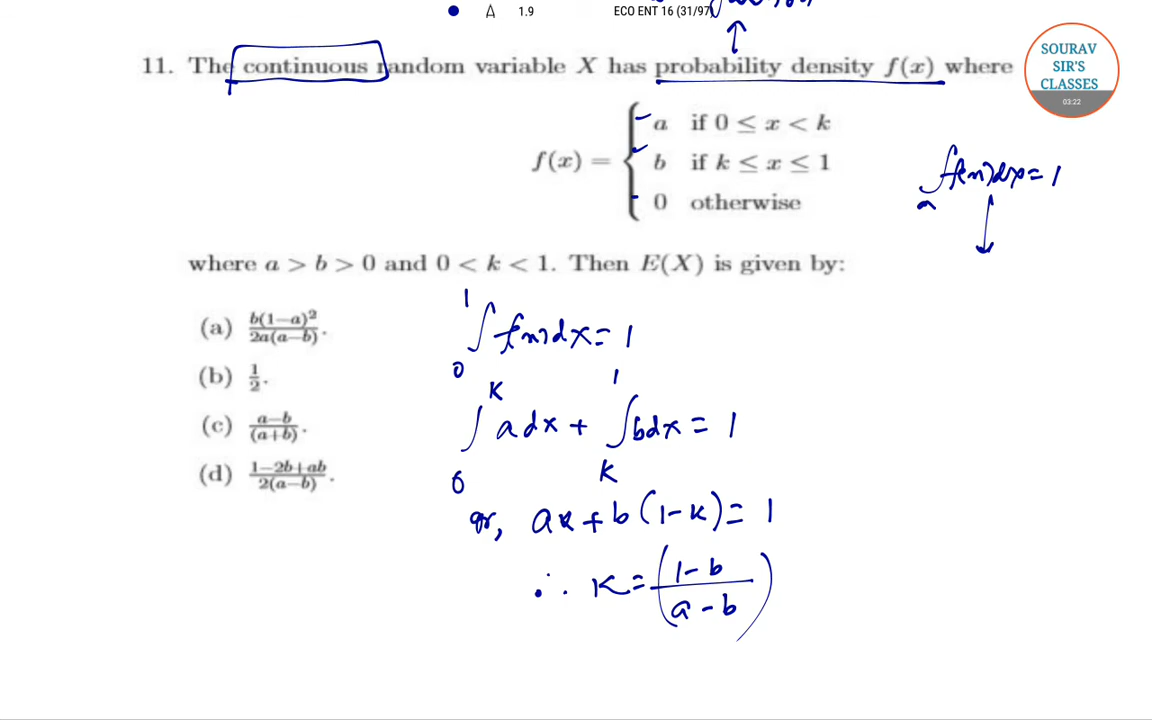 1.9 ECO ENT 16 (31/97)
11. The continuous random variable X has probability density f(x) where
SOURAV
SIR'S
CLASSES
03:22
f(x) = { a if 0 ≤ x < k
b if k ≤ x ≤ 1
0 otherwise
∫f(x)dx = 1
where a > b > 0 and 0 < k < 1. Then E(X) is given by:
(a) b(1−a)²/2a(a−b).
(b) 1/2.
(c) a−b/(a+b).
(d) 1−2b+ab/2(a−b).
∫₀¹ f(x)dx = 1
∫₀ᴷ a dx + ∫ₖ¹ b dx = 1
or, ak + b(1-k) = 1
∴ K = (1-b/a-b)